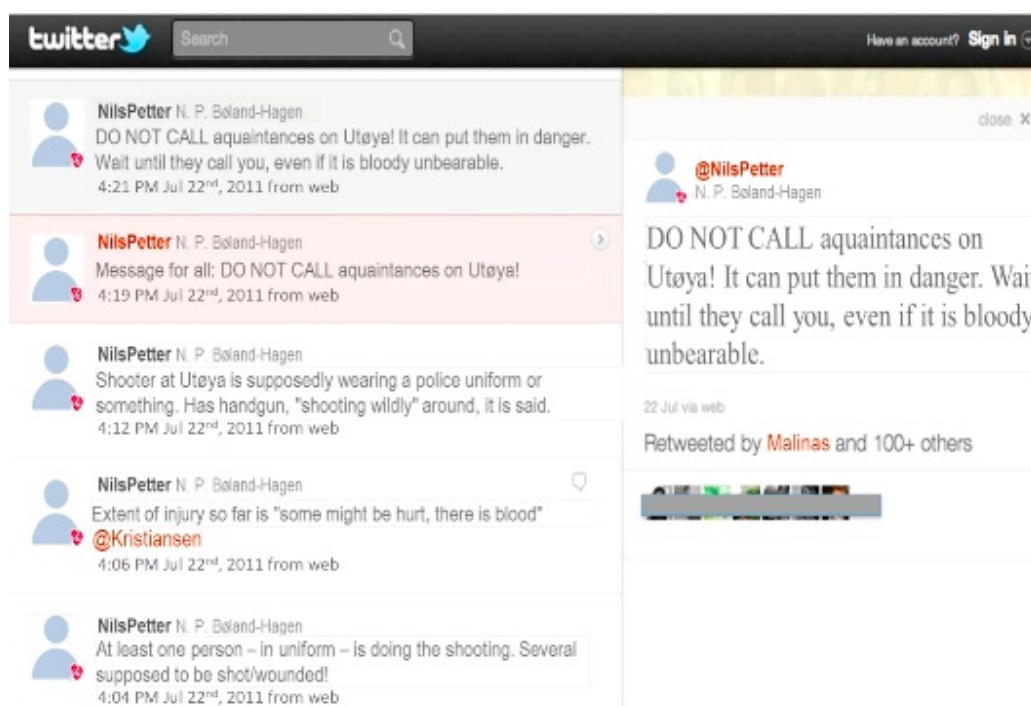 twitter
Search
Have an account? Sign in
NilsPetter N. P. Bøland-Hagen
DO NOT CALL aquaintances on Utøya! It can put them in danger.
Wait until they call you, even if it is bloody unbearable.
4:21 PM Jul 22nd, 2011 from web
NilsPetter N. P. Bøland-Hagen
Message for all: DO NOT CALL aquaintances on Utøya!
4:19 PM Jul 22nd, 2011 from web
NilsPetter N. P. Bøland-Hagen
Shooter at Utøya is supposedly wearing a police uniform or
something. Has handgun, "shooting wildly" around, it is said.
4:12 PM Jul 22nd, 2011 from web
NilsPetter N. P. Bøland-Hagen
Extent of injury so far is "some might be hurt, there is blood"
@Kristiansen
4:06 PM Jul 22nd, 2011 from web
NilsPetter N. P. Bøland-Hagen
At least one person – in uniform – is doing the shooting. Several
supposed to be shot/wounded!
4:04 PM Jul 22nd, 2011 from web
close X
@NilsPetter
N. P. Bøland-Hagen
DO NOT CALL aquaintances on
Utøya! It can put them in danger. Wai
until they call you, even if it is bloody
unbearable.
22 Jul via web
Retweeted by Malinas and 100+ others